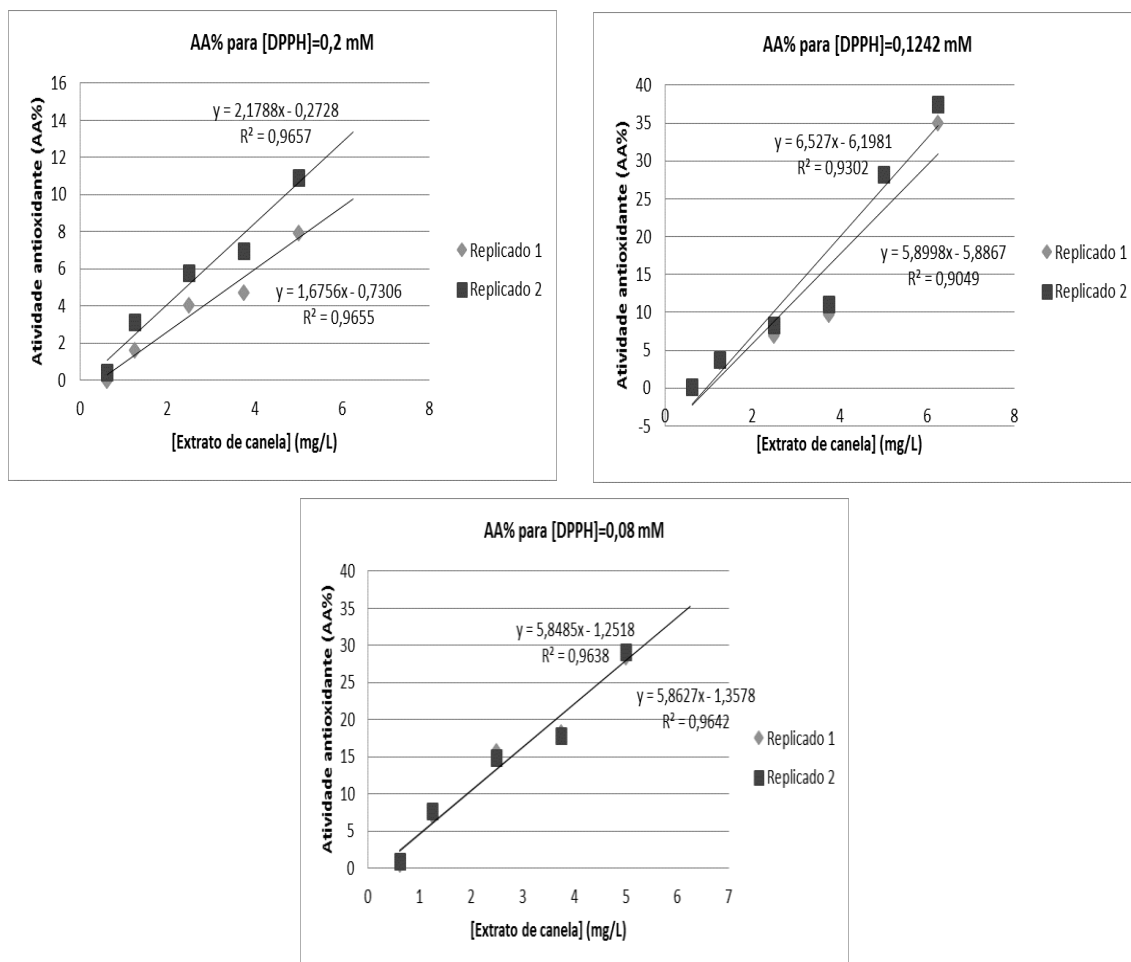 AA% para [DPPH]=0,2 mM
16
14
12
10
8
6
4
2
0
0
2
4
6
8
Atividade antioxidante (AA%)
y = 2,1788x - 0,2728
R² = 0,9657
y = 1,6756x - 0,7306
R² = 0,9655
[Extrato de canela] (mg/L)
Replicado 1
Replicado 2
AA% para [DPPH]=0,1242 mM
40
35
30
25
20
15
10
5
0
-5
0
2
4
6
8
Atividade antioxidante (AA%)
y = 6,527x - 6,1981
R² = 0,9302
y = 5,8998x - 5,8867
R² = 0,9049
[Extrato de canela] (mg/L)
Replicado 1
Replicado 2
AA% para [DPPH]=0,08 mM
40
35
30
25
20
15
10
5
0
0
1
2
3
4
5
6
7
Atividade antioxidante (AA%)
y = 5,8485x - 1,2518
R² = 0,9638
y = 5,8627x - 1,3578
R² = 0,9642
[Extrato de canela] (mg/L)
Replicado 1
Replicado 2